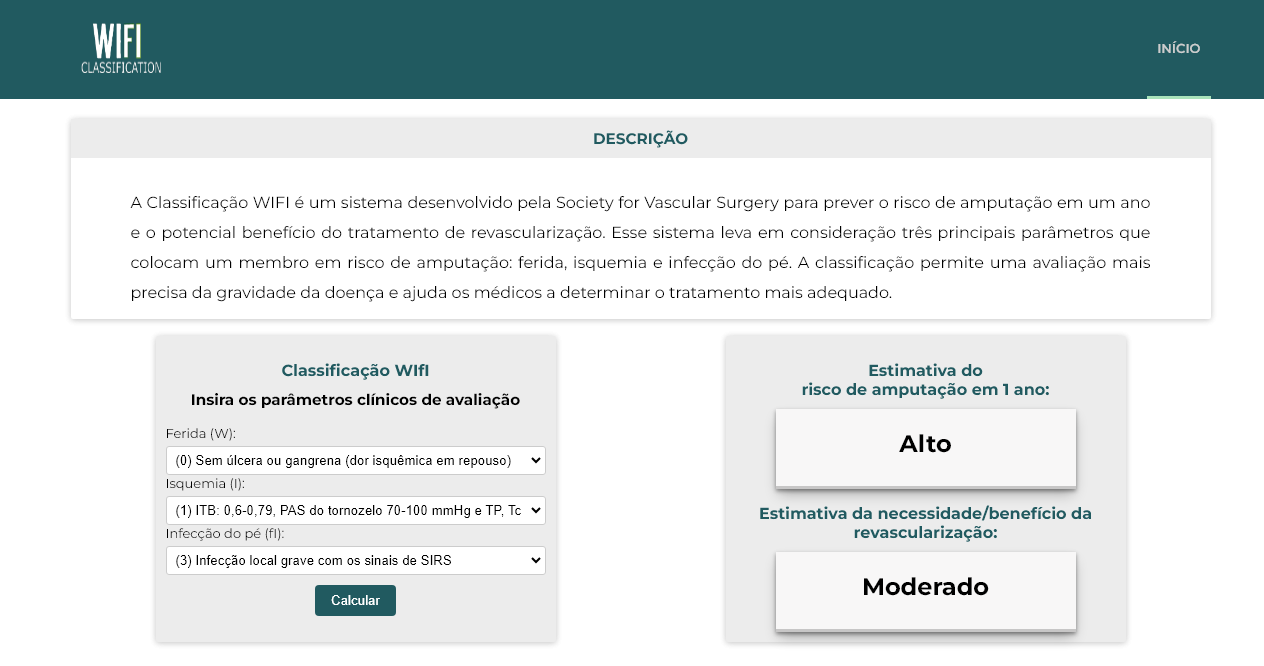 WIFI
CLASSIFICATION
INÍCIO
DESCRIÇÃO
A Classificação WIFI é um sistema desenvolvido pela Society for Vascular Surgery para prever o risco de amputação em um ano
e o potencial benefício do tratamento de revascularização. Esse sistema leva em consideração três principais parâmetros que
colocam um membro em risco de amputação: ferida, isquemia e infecção do pé. A classificação permite uma avaliação mais
precisa da gravidade da doença e ajuda os médicos a determinar o tratamento mais adequado.
Classificação WIfI
Insira os parâmetros clínicos de avaliação
Ferida (W):
(0) Sem úlcera ou gangrena (dor isquêmica em repouso)
Isquemia (I):
(1) ITB: 0,6-0,79, PAS do tornozelo 70-100 mmHg e TP, Tc
Infecção do pé (fI):
(3) Infecção local grave com os sinais de SIRS
Calcular
Estimativa do
risco de amputação em 1 ano:
Alto
Estimativa da necessidade/benefício da
revascularização:
Moderado